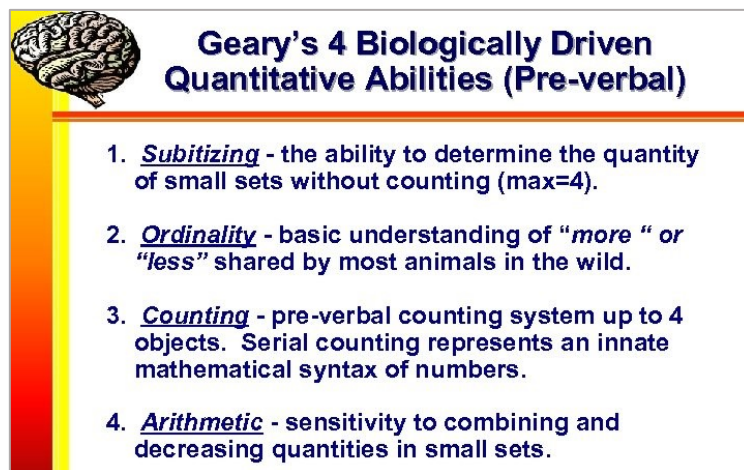 Geary's 4 Biologically Driven
Quantitative Abilities (Pre-verbal)
1. Subitizing - the ability to determine the quantity
of small sets without counting (max=4).
2. Ordinality - basic understanding of “more “ or
“less” shared by most animals in the wild.
3. Counting - pre-verbal counting system up to 4
objects. Serial counting represents an innate
mathematical syntax of numbers.
4. Arithmetic - sensitivity to combining and
decreasing quantities in small sets.